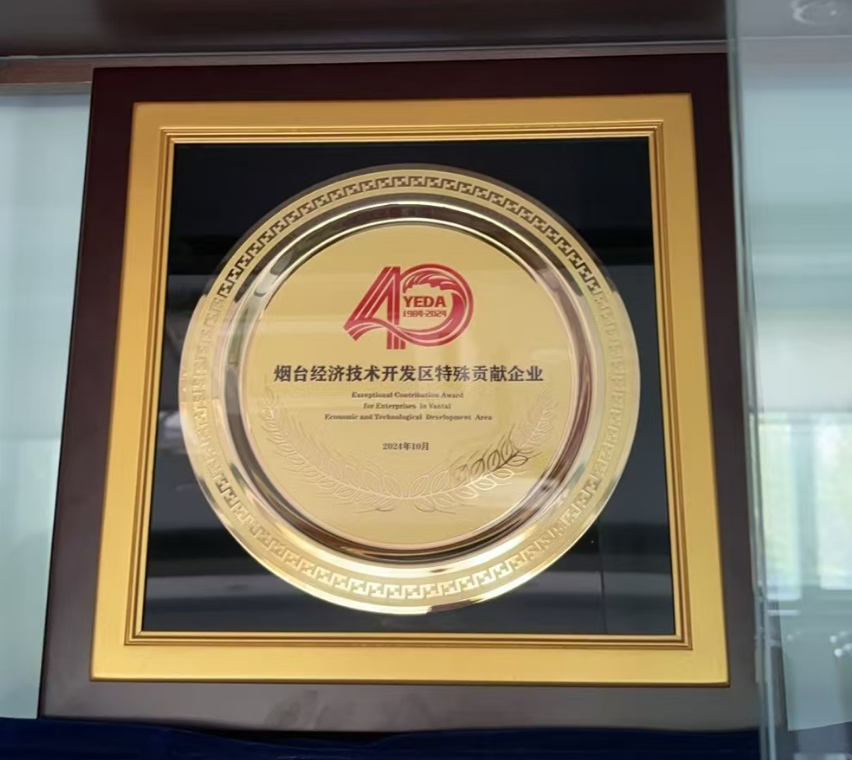 40
YEDA
1984-2024
烟台经济技术开发区特殊贡献企业
Exceptional Contribution Award
for Enterprises in Yantai
Economic and Technological Development Area
2024年10月